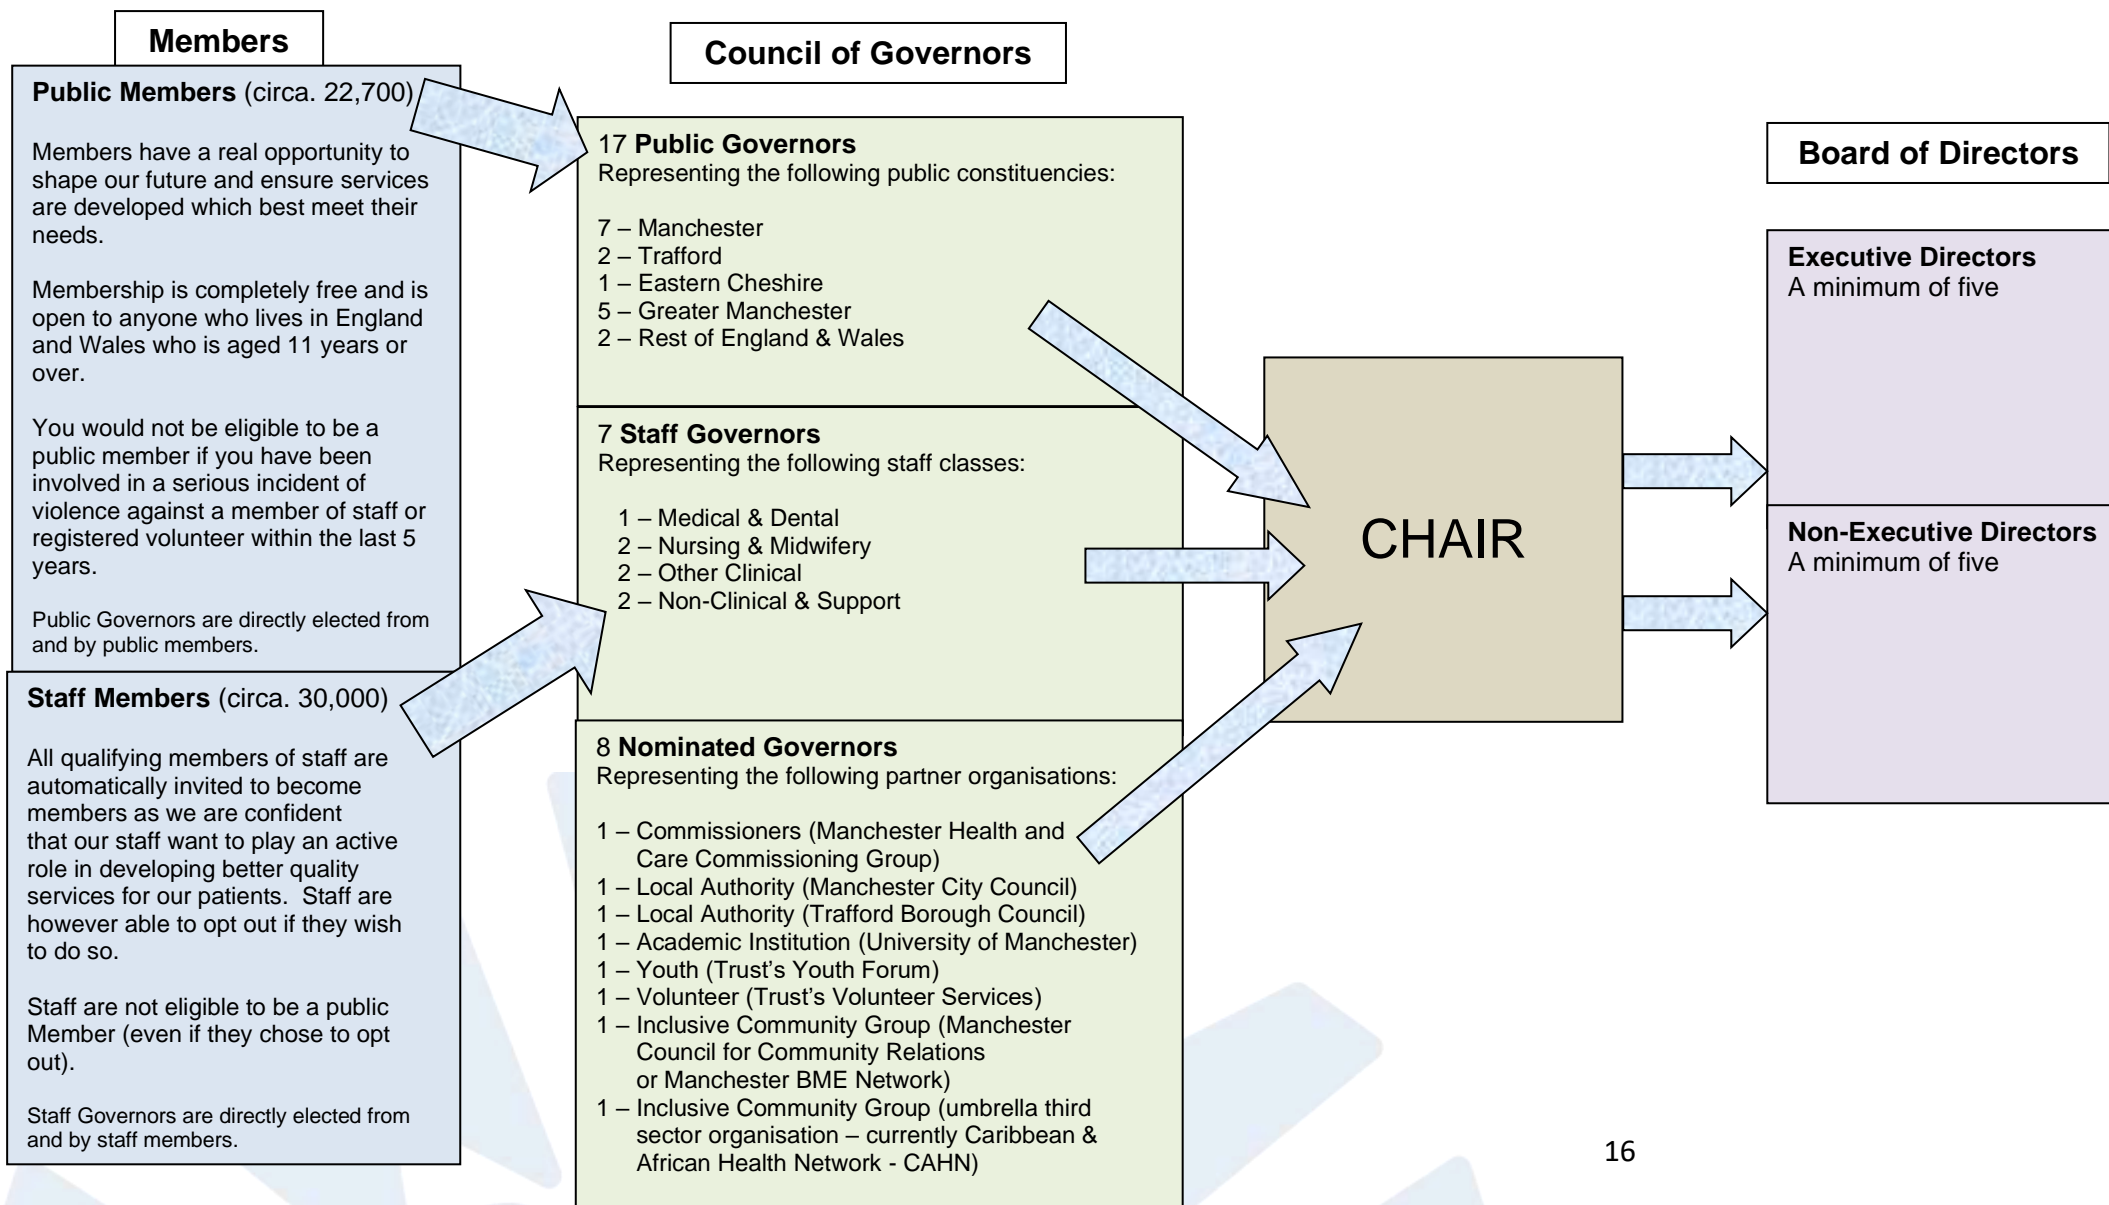 Members
Public Members (circa. 22,700)
Members have a real opportunity to
shape our future and ensure services
are developed which best meet their
needs.
Membership is completely free and is
open to anyone who lives in England
and Wales who is aged 11 years or
over.
You would not be eligible to be a
public member if you have been
involved in a serious incident of
violence against a member of staff or
registered volunteer within the last 5
years.
Public Governors are directly elected from
and by public members.
Staff Members (circa. 30,000)
All qualifying members of staff are
automatically invited to become
members as we are confident
that our staff want to play an active
role in developing better quality
services for our patients.  Staff are
however able to opt out if they wish
to do so.
Staff are not eligible to be a public
Member (even if they chose to opt
out).
Staff Governors are directly elected from
and by staff members.
Council of Governors
17 Public Governors
Representing the following public constituencies:
7 – Manchester
2 – Trafford
1 – Eastern Cheshire
5 – Greater Manchester
2 – Rest of England & Wales
7 Staff Governors
Representing the following staff classes:
1 – Medical & Dental
2 – Nursing & Midwifery
2 – Other Clinical
2 – Non-Clinical & Support
8 Nominated Governors
Representing the following partner organisations:
1 – Commissioners (Manchester Health and
Care Commissioning Group)
1 – Local Authority (Manchester City Council)
1 – Local Authority (Trafford Borough Council)
1 – Academic Institution (University of Manchester)
1 – Youth (Trust’s Youth Forum)
1 – Volunteer (Trust’s Volunteer Services)
1 – Inclusive Community Group (Manchester
Council for Community Relations
or Manchester BME Network)
1 – Inclusive Community Group (umbrella third
sector organisation – currently Caribbean &
African Health Network - CAHN)
CHAIR
Board of Directors
Executive Directors
A minimum of five
Non-Executive Directors
A minimum of five
16